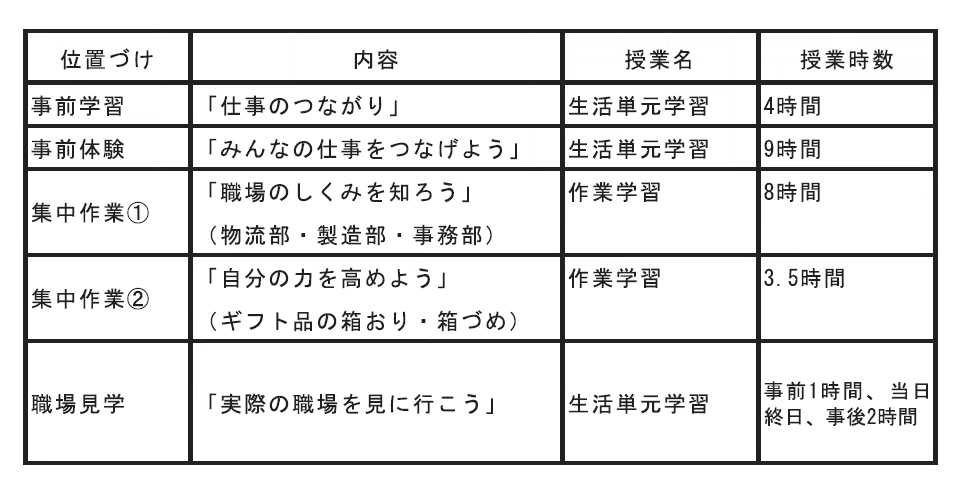 位置づけ 内容 授業名 授業時数
事前学習 「仕事のつながり」 生活単元学習 4時間
事前体験 「みんなの仕事をつなげよう」 生活単元学習 9時間
集中作業① 「職場のしくみを知ろう」 作業学習 8時間
（物流部・製造部・事務部）
集中作業② 「自分の力を高めよう」 作業学習 3.5時間
（ギフト品の箱おり・箱づめ）
職場見学 「実際の職場を見に行こう」 生活単元学習 事前1時間、当日
終日、事後2時間